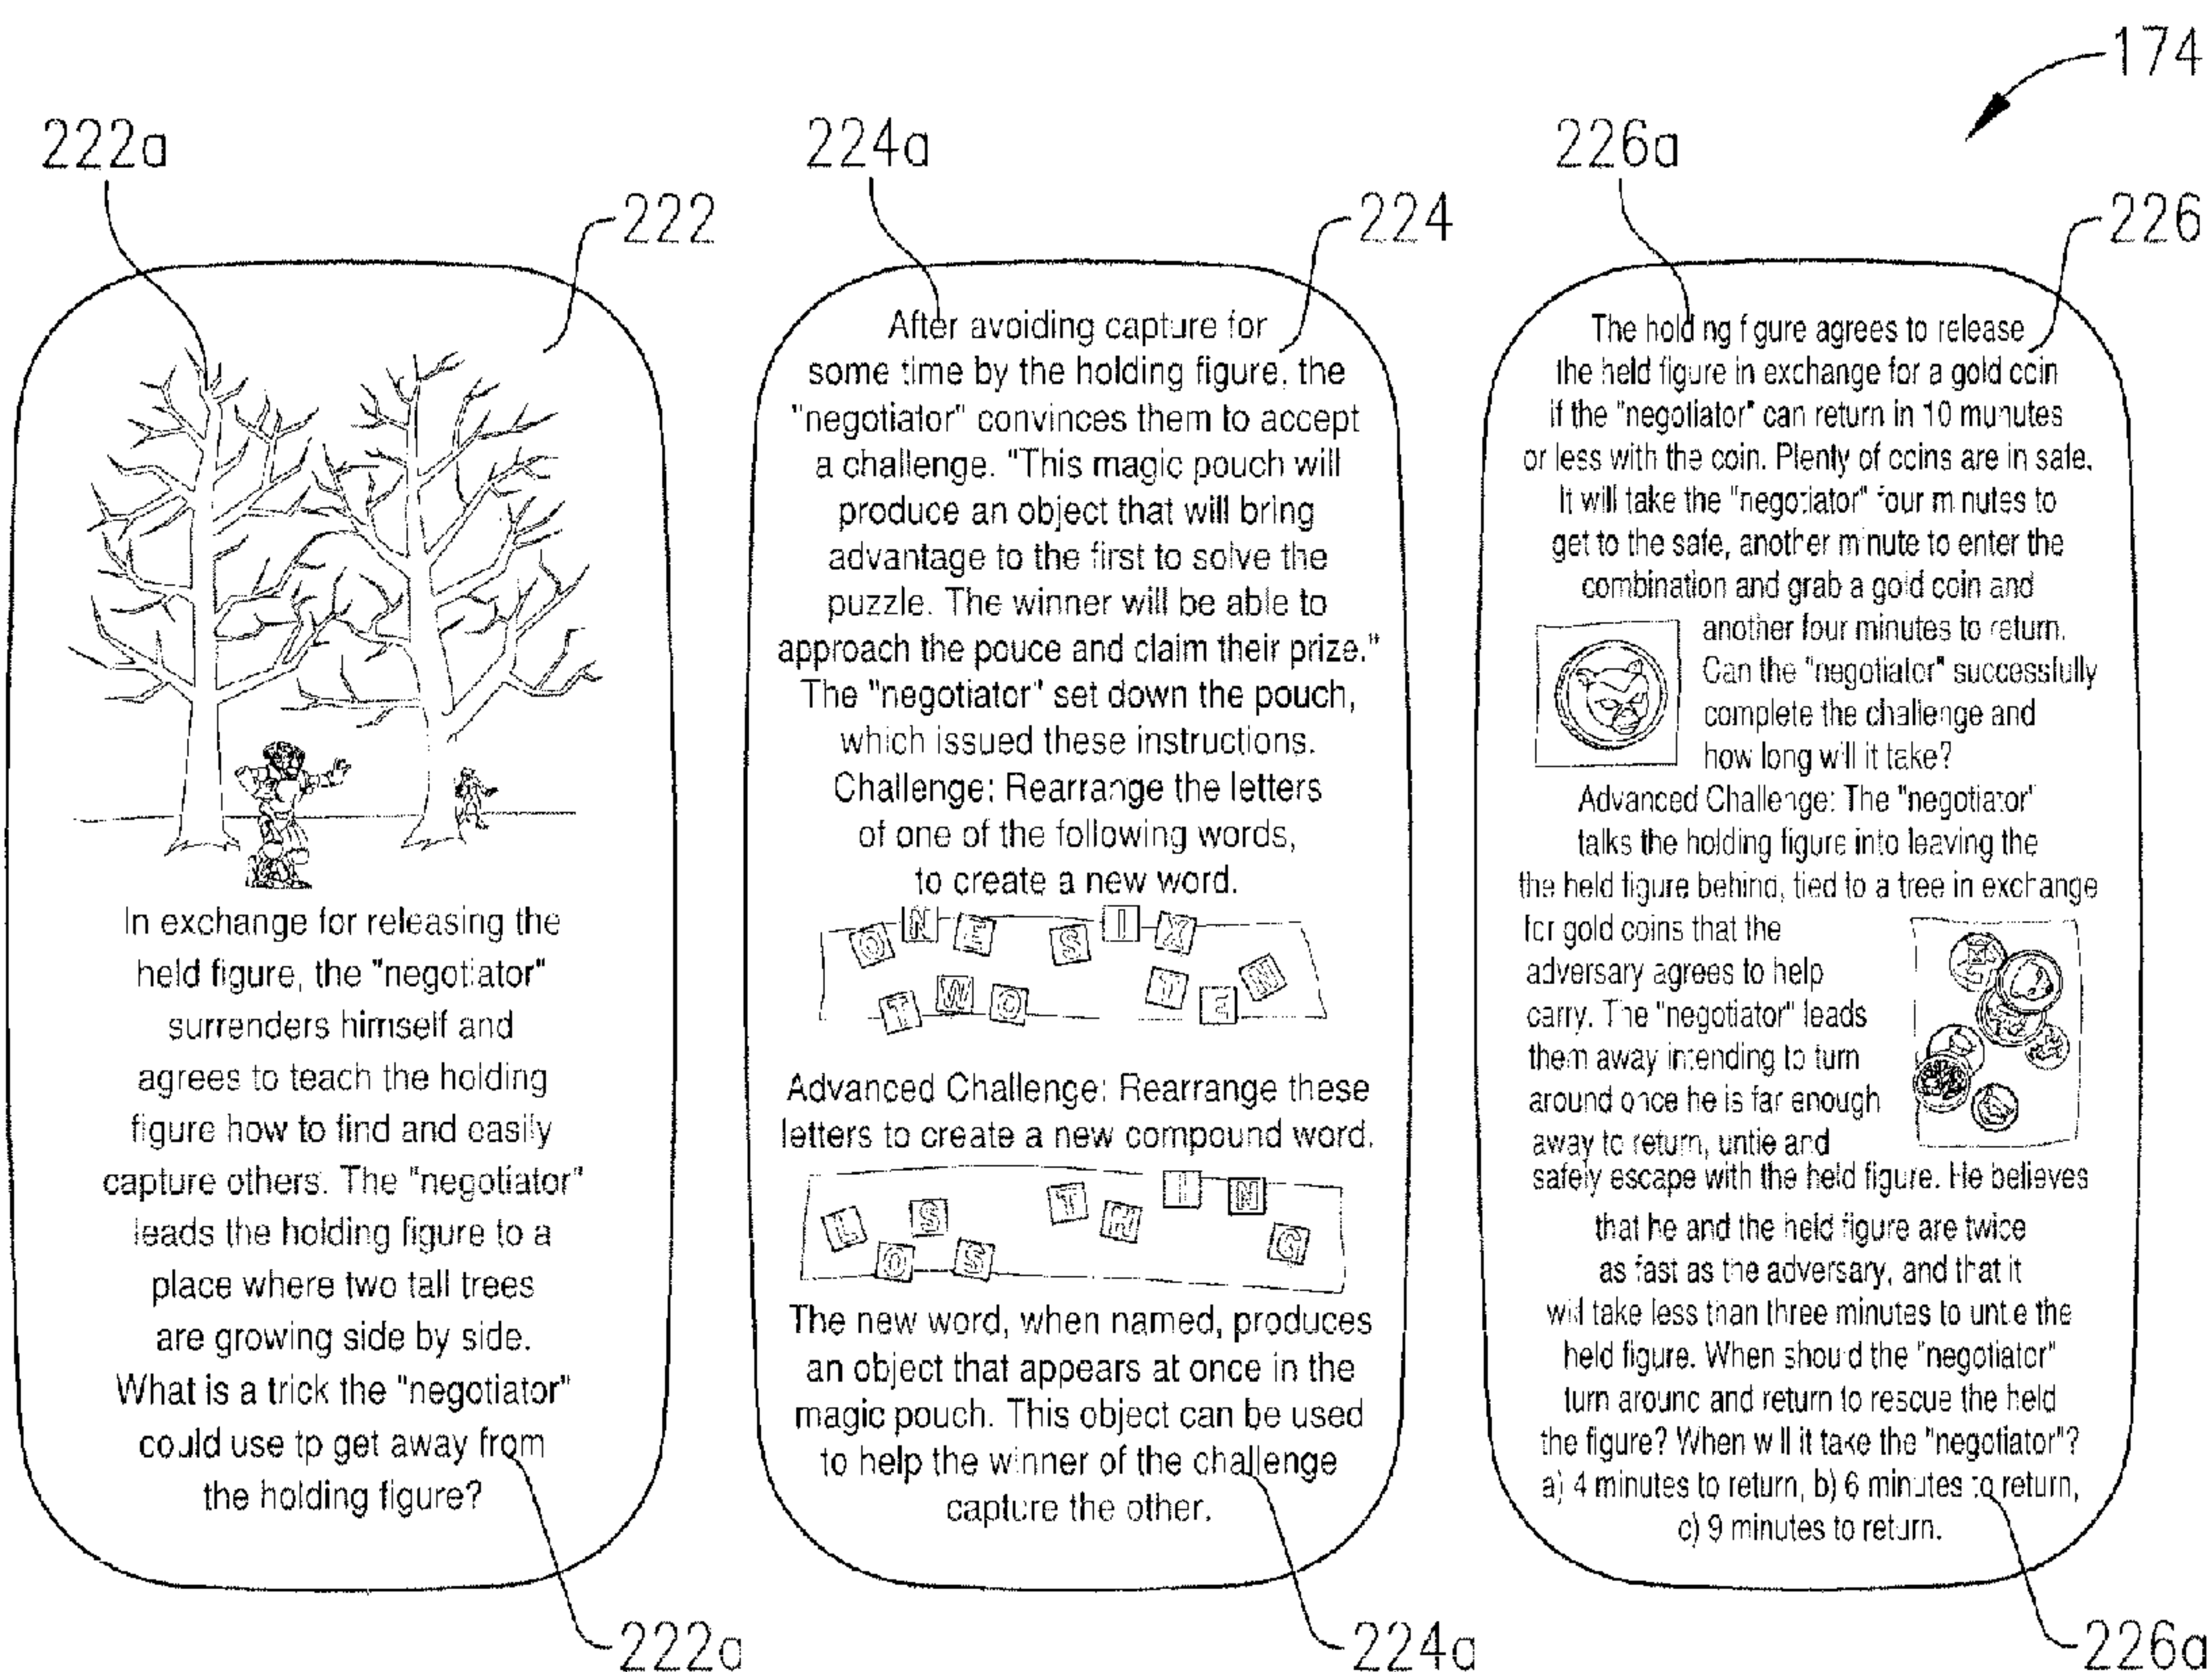 174
222a
222
In exchange for releasing the
held figure, the "negotiator"
surrenders himself and
agrees to teach the holding
figure how to find and easily
capture others. The "negotiator"
leads the holding figure to a
place where two tall trees
are growing side by side.
What is a trick the "negotiator"
could use tp get away from
the holding figure?
222a
224a
224
After avoiding capture for
some time by the holding figure, the
"negotiator" convinces them to accept
a challenge. "This magic pouch will
produce an object that will bring
advantage to the first to solve the
puzzle. The winner will be able to
approach the pouce and claim their prize."
The "negotiator" set down the pouch,
which issued these instructions.
Challenge: Rearrange the letters
of one of the following words,
to create a new word.
ONE SIX
TWO TEN
Advanced Challenge: Rearrange these
letters to create a new compound word.
LOSS THING
The new word, when named, produces
an object that appears at once in the
magic pouch. This object can be used
to help the winner of the challenge
capture the other.
224a
226a
226
The holding figure agrees to release
the held figure in exchange for a gold coin
if the "negotiator" can return in 10 munutes
or less with the coin. Plenty of coins are in safe.
It will take the "negotiator" four minutes to
get to the safe, another minute to enter the
combination and grab a gold coin and
another four minutes to return.
Can the "negotiator" successfully
complete the challenge and
how long will it take?
Advanced Challenge: The "negotiator"
talks the holding figure into leaving the
the held figure behind, tied to a tree in exchange
for gold coins that the
adversary agrees to help
carry. The "negotiator" leads
them away intending to turn
around once he is far enough
away to return, untie and
safely escape with the held figure. He believes
that he and the held figure are twice
as fast as the adversary, and that it
will take less than three minutes to untie the
held figure. When should the "negotiator"
turn around and return to rescue the held
the figure? When will it take the "negotiator"?
a) 4 minutes to return, b) 6 minutes to return,
c) 9 minutes to return.
226a